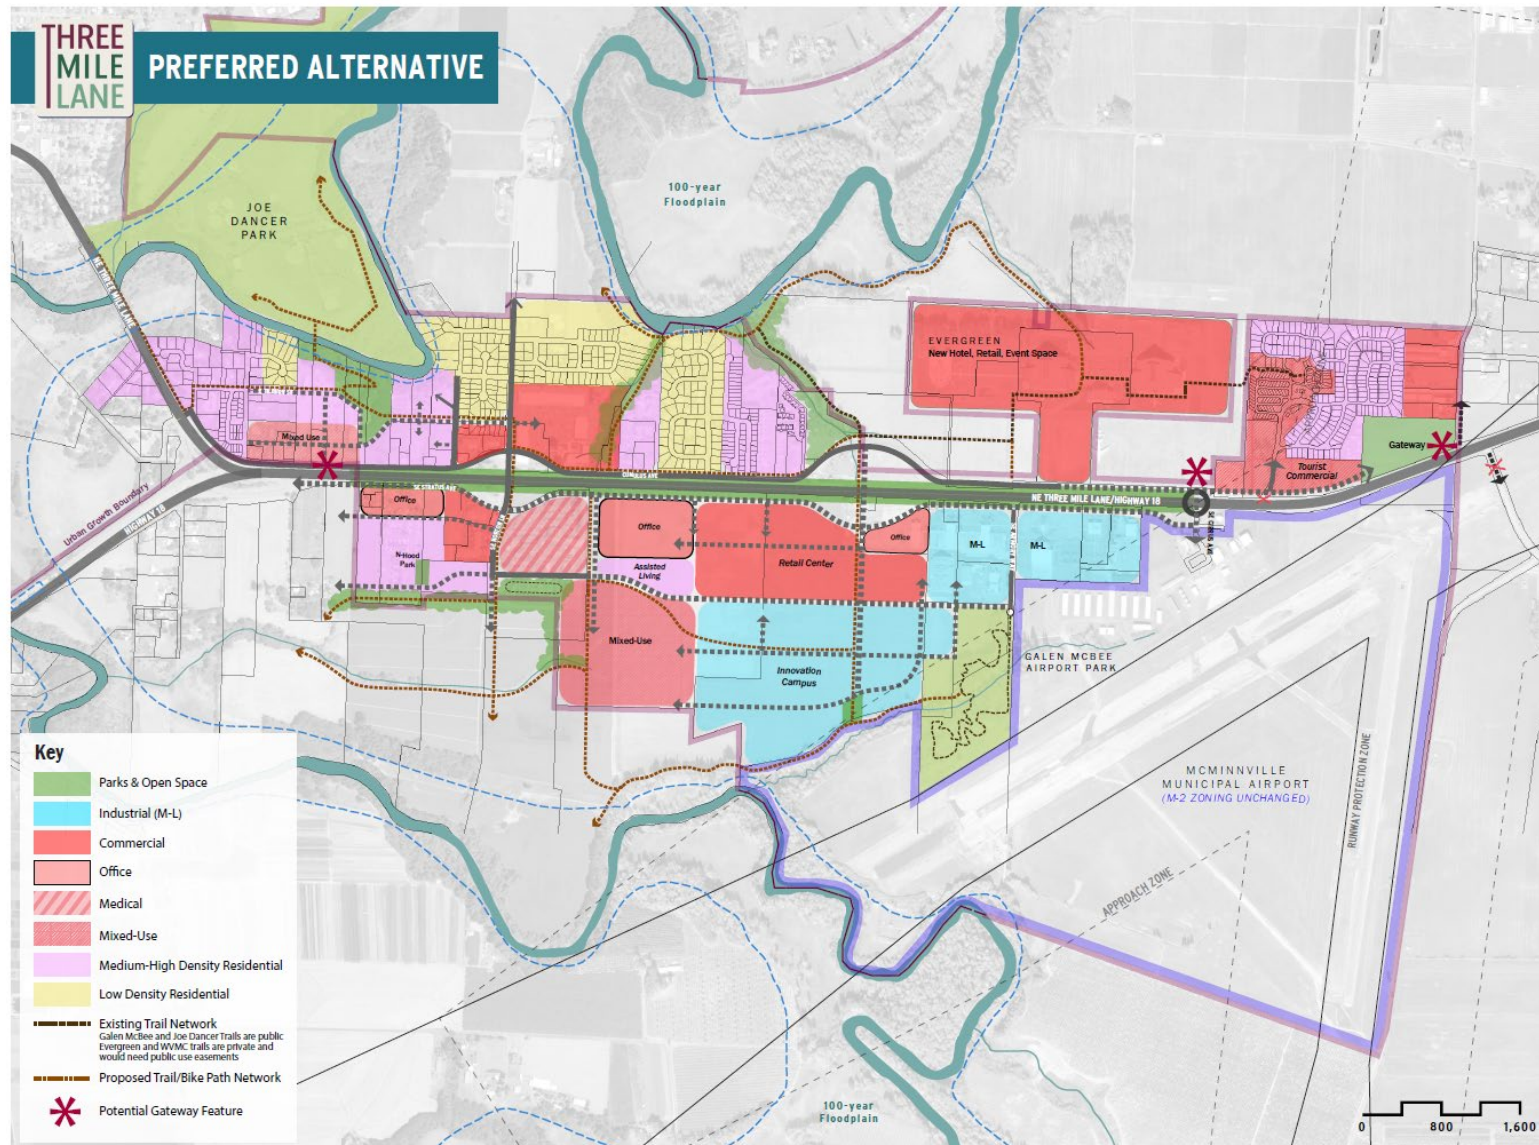 THREE
MILE
LANE
PREFERRED ALTERNATIVE
JOE
DANCER
PARK
100-year
Floodplain
EVERGREEN
New Hotel, Retail, Event Space
Mixed Use
Gateway
Tourist
Commercial
NE THREE MILE LANE/HIGHWAY 18
SE STRATUS AVE
Urban Growth Boundary
HIGHWAY 18
Office
Office
Office
N-Hood
Park
Assisted
Living
Retail Center
M-L
M-L
Mixed-Use
Innovation
Campus
GALEN MCBEE
AIRPORT PARK
MCMINNVILLE
MUNICIPAL AIRPORT
(M-2 ZONING UNCHANGED)
RUNWAY PROTECTION ZONE
APPROACH ZONE
100-year
Floodplain
Key
Parks & Open Space
Industrial (M-L)
Commercial
Office
Medical
Mixed-Use
Medium-High Density Residential
Low Density Residential
Existing Trail Network
Galen McBee and Joe Dancer Trails are public
Evergreen and WVMC trails are private and
would need public use easements
Proposed Trail/Bike Path Network
Potential Gateway Feature
0 800 1,600